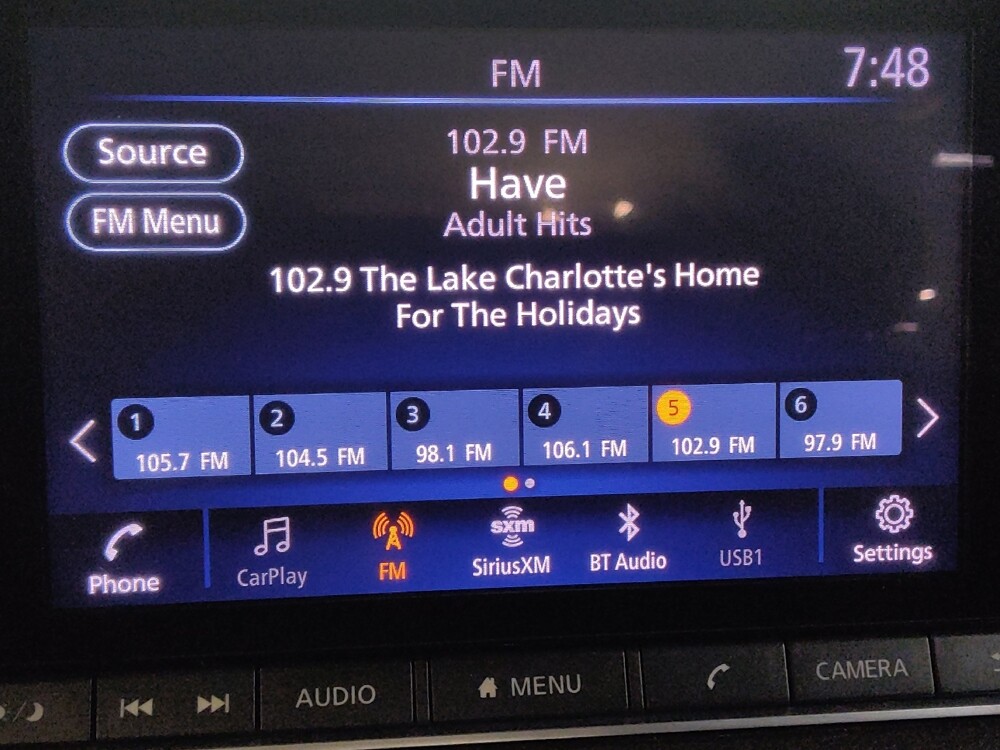 FM
7:48
Source
102.9 FM
Have
FM Menu
Adult Hits
102.9 The Lake Charlotte's Home
For The Holidays
1
2
3
4
5
6
105.7 FM
104.5 FM
98.1 FM
106.1 FM
102.9 FM
97.9 FM
sxm
Phone
CarPlay
FM
SiriusXM
BT Audio
USB1
Settings
AUDIO
MENU
CAMERA